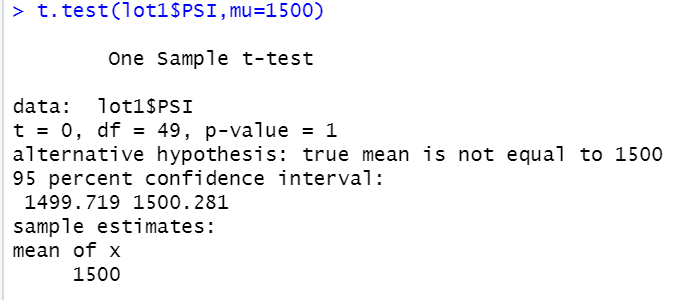 > t.test(lot1$PSI,mu=1500)
One Sample t-test
data:  lot1$PSI
t = 0, df = 49, p-value = 1
alternative hypothesis: true mean is not equal to 1500
95 percent confidence interval:
1499.719 1500.281
sample estimates:
mean of x
1500